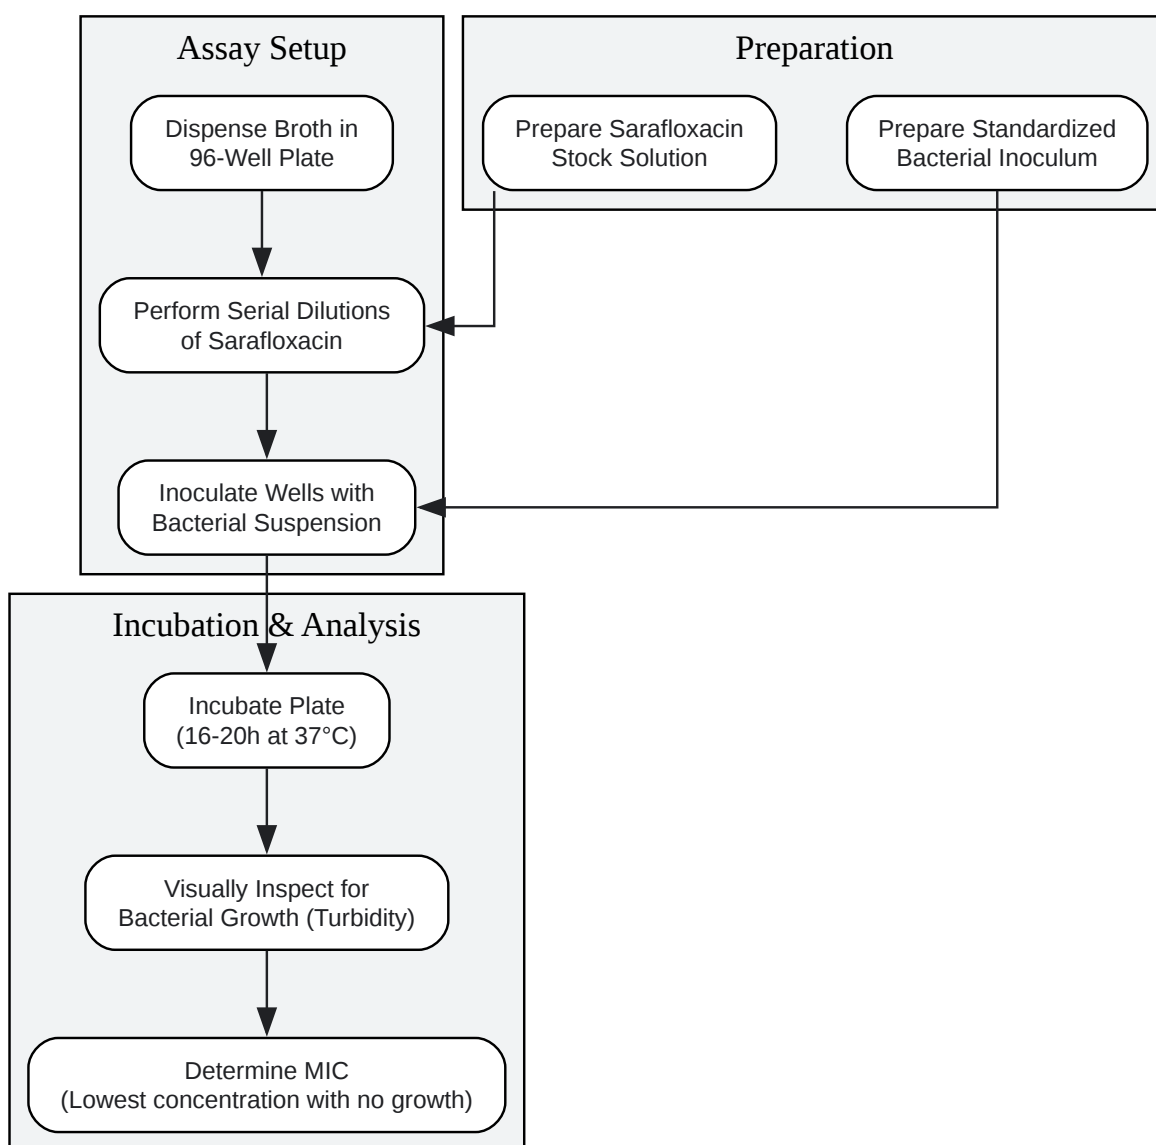 Assay Setup
Dispense Broth in
96-Well Plate
Perform Serial Dilutions
of Sarafloxacin
Inoculate Wells with
Bacterial Suspension
Preparation
Prepare Sarafloxacin
Stock Solution
Prepare Standardized
Bacterial Inoculum
Incubation & Analysis
Incubate Plate
(16-20h at 37°C)
Visually Inspect for
Bacterial Growth (Turbidity)
Determine MIC
(Lowest concentration with no growth)